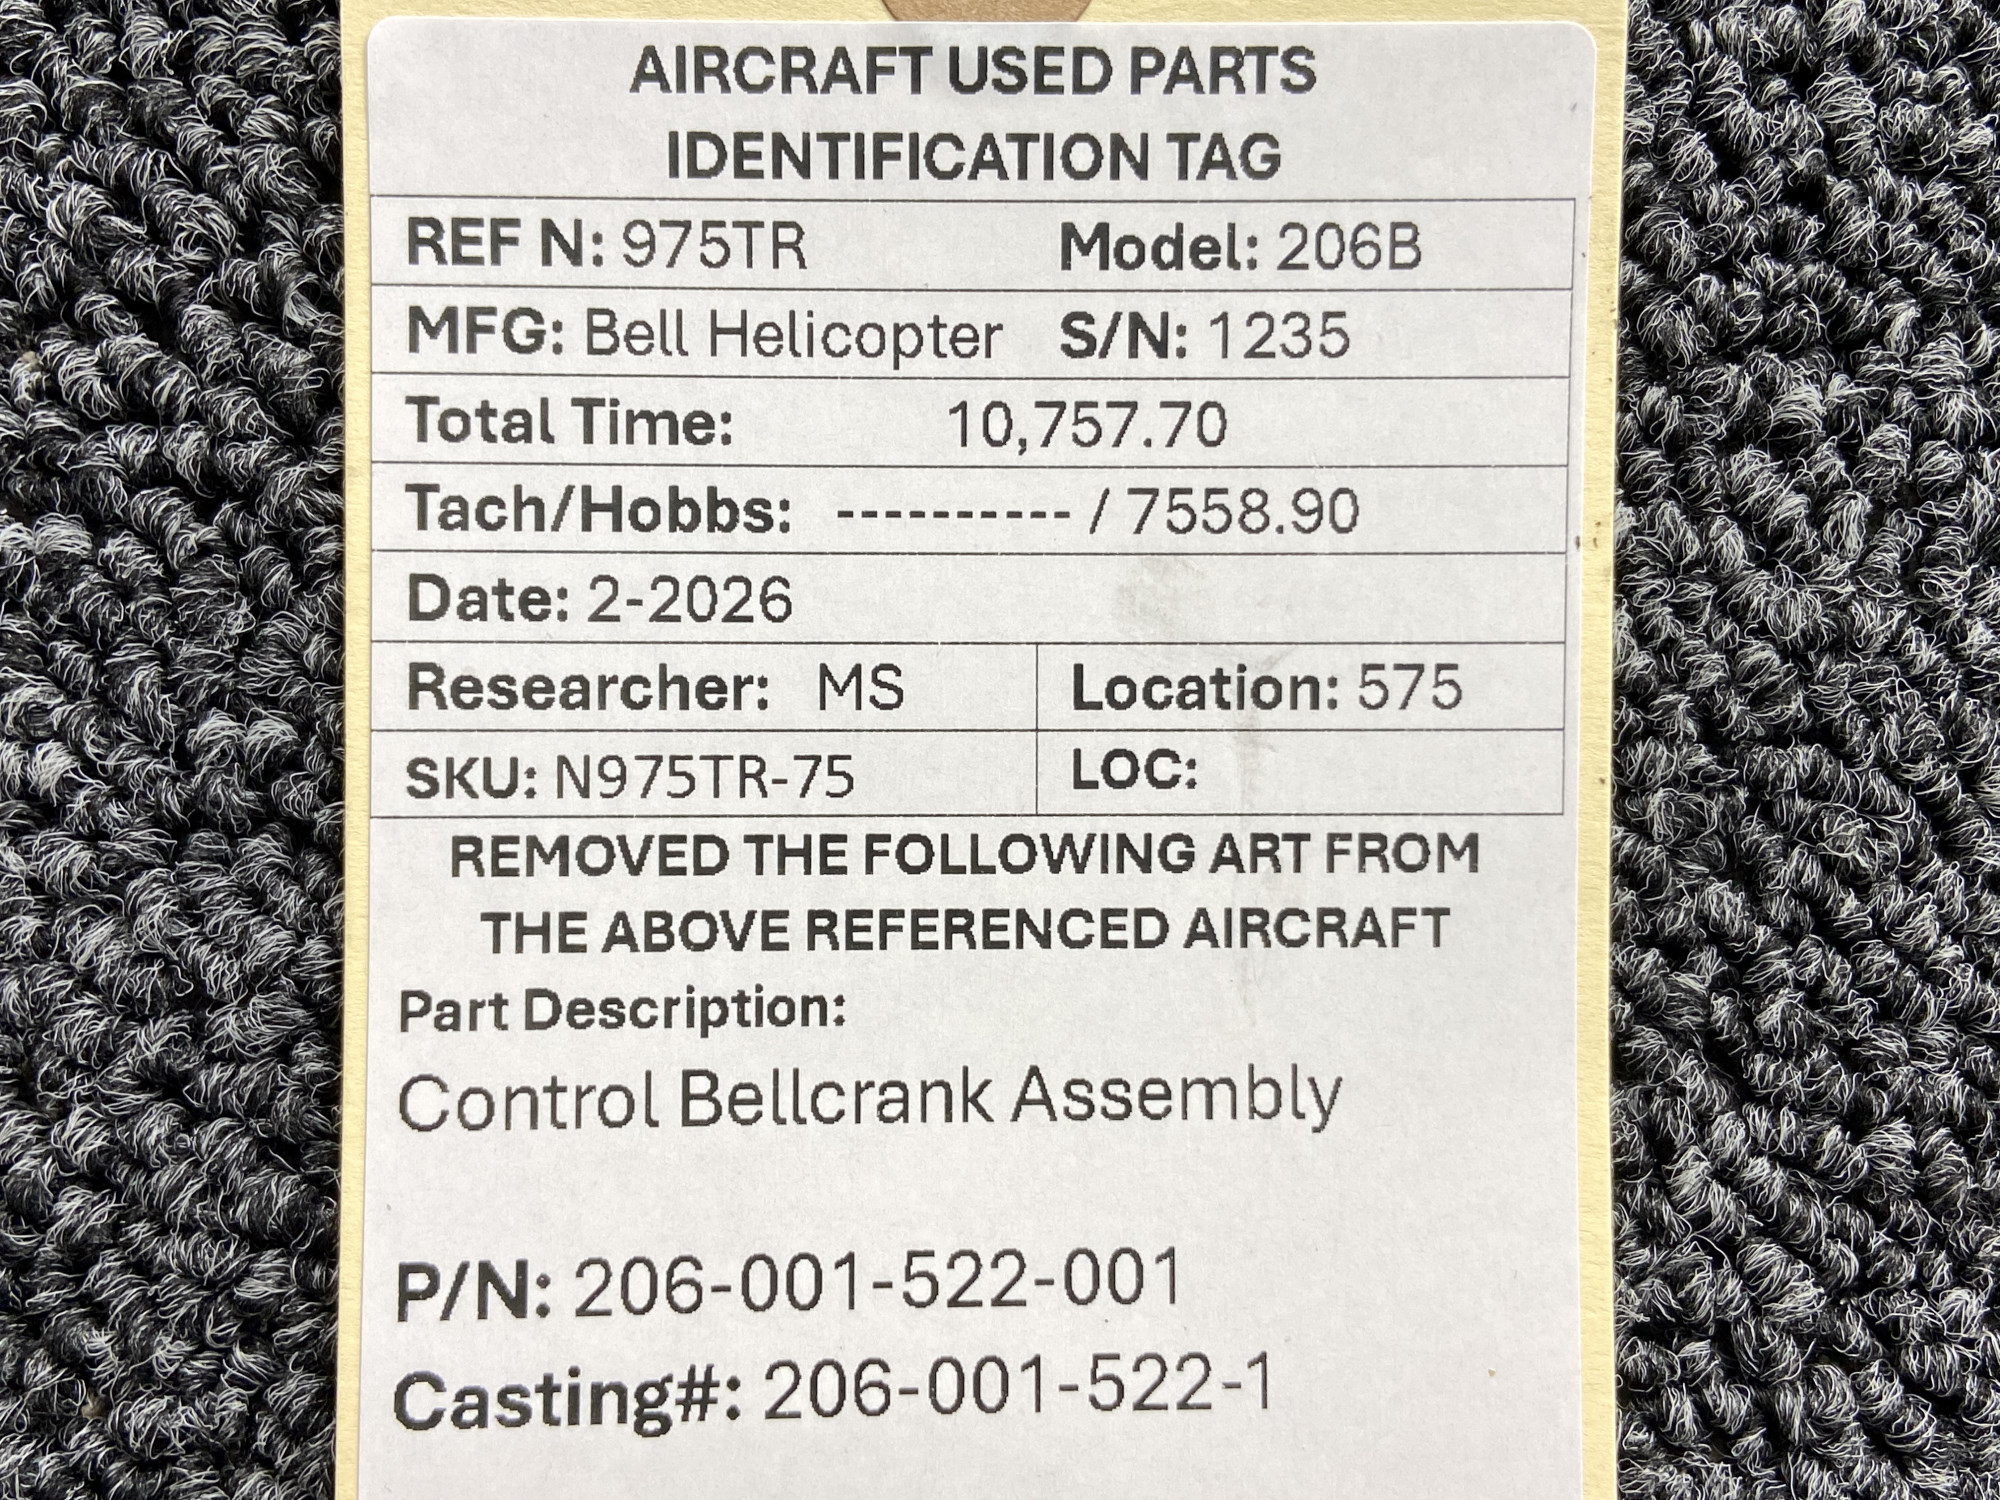 AIRCRAFT USED PARTS
IDENTIFICATION TAG
REF N: 975TR Model: 206B
MFG: Bell Helicopter S/N: 1235
Total Time: 10,757.70
Tach/Hobbs: ---------- / 7558.90
Date: 2-2026
Researcher: MS Location: 575
SKU: N975TR-75 LOC:
REMOVED THE FOLLOWING ART FROM
THE ABOVE REFERENCED AIRCRAFT
Part Description:
Control Bellcrank Assembly
P/N: 206-001-522-001
Casting#: 206-001-522-1